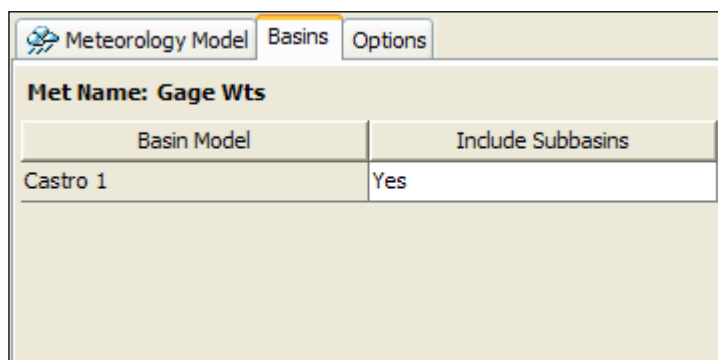 Meteorology Model Basins Options
Met Name: Gage Wts
Basin Model Include Subbasins
Castro 1 Yes